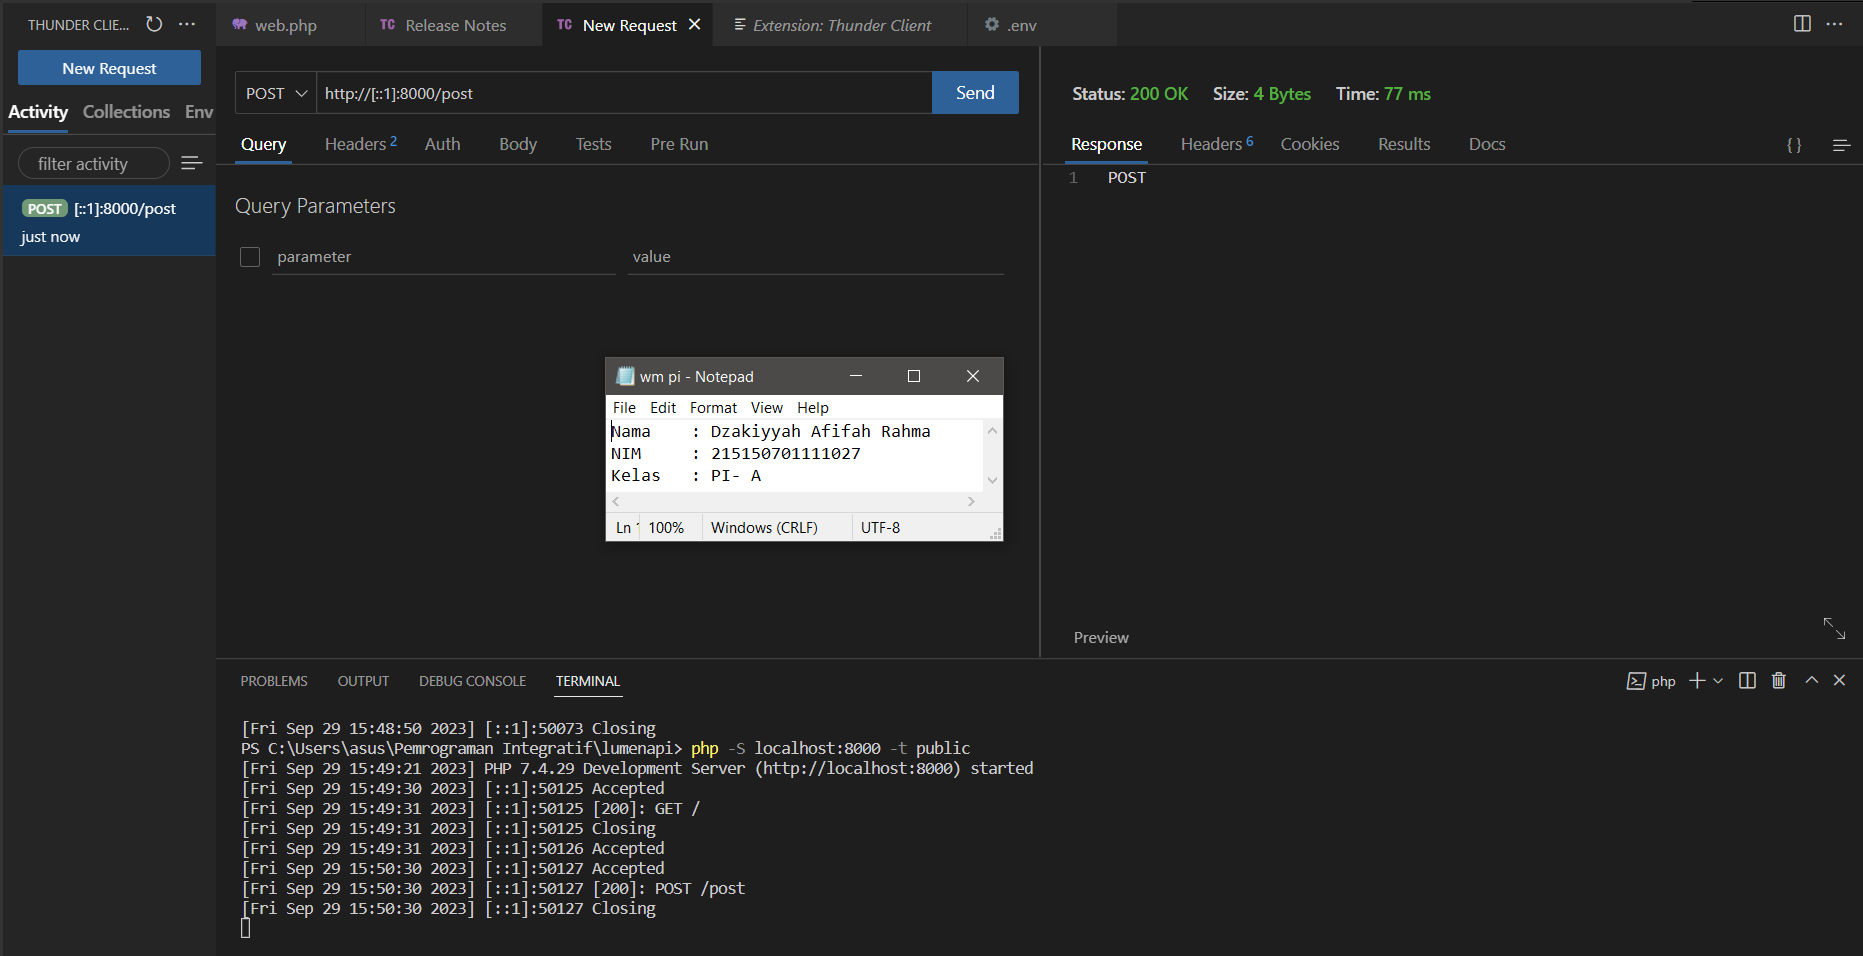 THUNDER CLIE...
web.php
TC Release Notes
TC New Request
Extension: Thunder Client
.env
New Request
Activity Collections Env
filter activity
POST [::1]:8000/post
just now
POST http://[::1]:8000/post Send
Query Headers 2 Auth Body Tests Pre Run
Query Parameters
parameter value
Status: 200 OK Size: 4 Bytes Time: 77 ms
Response Headers 6 Cookies Results Docs { }
1 POST
Preview
wm pi - Notepad
File Edit Format View Help
Nama : Dzakiyyah Afifah Rahma
NIM : 215150701111027
Kelas : PI- A
Ln 1 100% Windows (CRLF) UTF-8
PROBLEMS OUTPUT DEBUG CONSOLE TERMINAL
php
[Fri Sep 29 15:48:50 2023] [::1]:50073 Closing
PS C:\Users\asus\Pemrograman Integratif\lumenapi> php -S localhost:8000 -t public
[Fri Sep 29 15:49:21 2023] PHP 7.4.29 Development Server (http://localhost:8000) started
[Fri Sep 29 15:49:30 2023] [::1]:50125 Accepted
[Fri Sep 29 15:49:31 2023] [::1]:50125 [200]: GET /
[Fri Sep 29 15:49:31 2023] [::1]:50125 Closing
[Fri Sep 29 15:49:31 2023] [::1]:50126 Accepted
[Fri Sep 29 15:50:30 2023] [::1]:50127 Accepted
[Fri Sep 29 15:50:30 2023] [::1]:50127 [200]: POST /post
[Fri Sep 29 15:50:30 2023] [::1]:50127 Closing